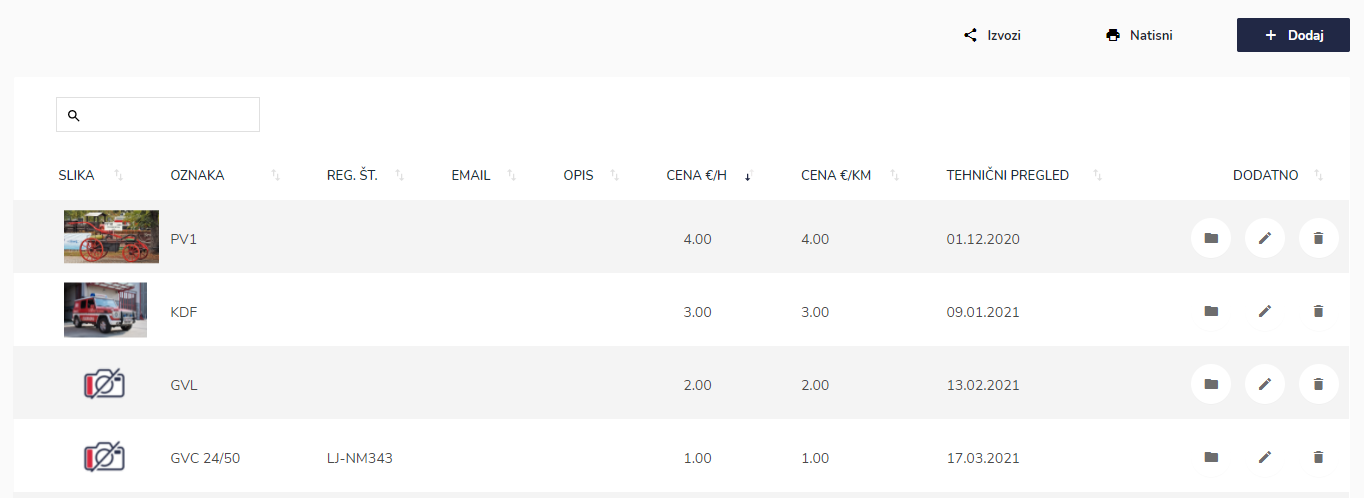 Izvozi Natisni + Dodaj
SLIKA OZNAKA REG. ŠT. EMAIL OPIS CENA €/H CENA €/KM TEHNIČNI PREGLED DODATNO
PV1 4.00 4.00 01.12.2020
KDF 3.00 3.00 09.01.2021
GVL 2.00 2.00 13.02.2021
GVC 24/50 LJ-NM343 1.00 1.00 17.03.2021